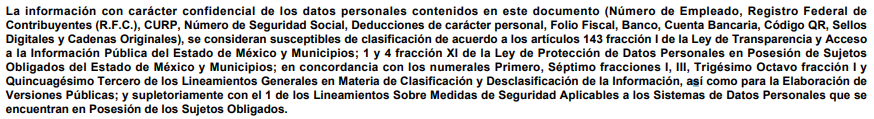 La información con carácter confidencial de los datos personales contenidos en este documento (Número de Empleado, Registro Federal de
Contribuyentes (R.F.C.), CURP, Número de Seguridad Social, Deducciones de carácter personal, Folio Fiscal, Banco, Cuenta Bancaria, Código QR, Sellos
Digitales y Cadenas Originales), se consideran susceptibles de clasificación de acuerdo a los artículos 143 fracción I de la Ley de Transparencia y Acceso
a la Información Pública del Estado de México y Municipios; 1 y 4 fracción XI de la Ley de Protección de Datos Personales en Posesión de Sujetos
Obligados del Estado de México y Municipios; en concordancia con los numerales Primero, Séptimo fracciones I, III, Trigésimo Octavo fracción I y
Quincuagésimo Tercero de los Lineamientos Generales en Materia de Clasificación y Desclasificación de la Información, así como para la Elaboración de
Versiones Públicas; y supletoriamente con el 1 de los Lineamientos Sobre Medidas de Seguridad Aplicables a los Sistemas de Datos Personales que se
encuentran en Posesión de los Sujetos Obligados.